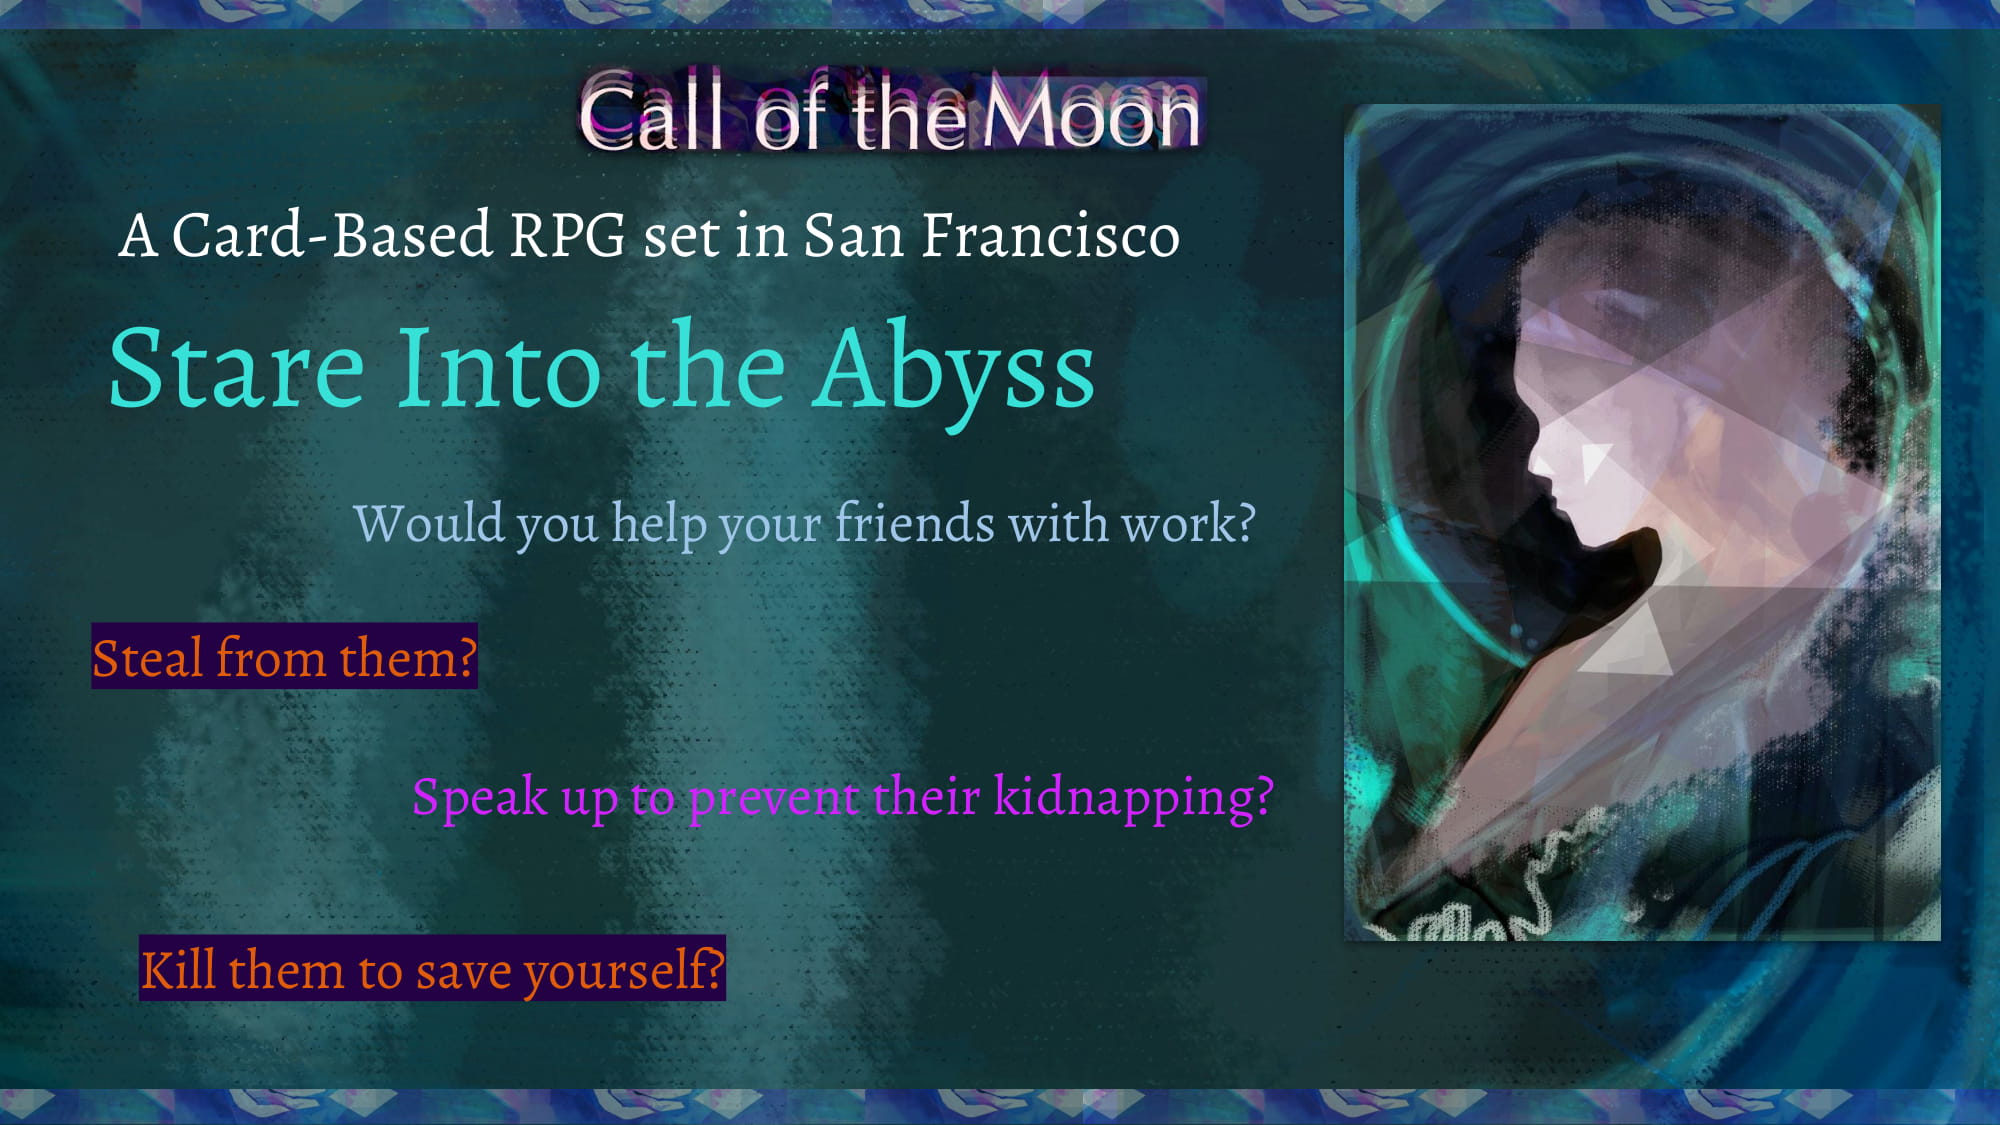 Call of the Moon
A Card-Based RPG set in San Francisco
Stare Into the Abyss
Would you help your friends with work?
Steal from them?
Speak up to prevent their kidnapping?
Kill them to save yourself?